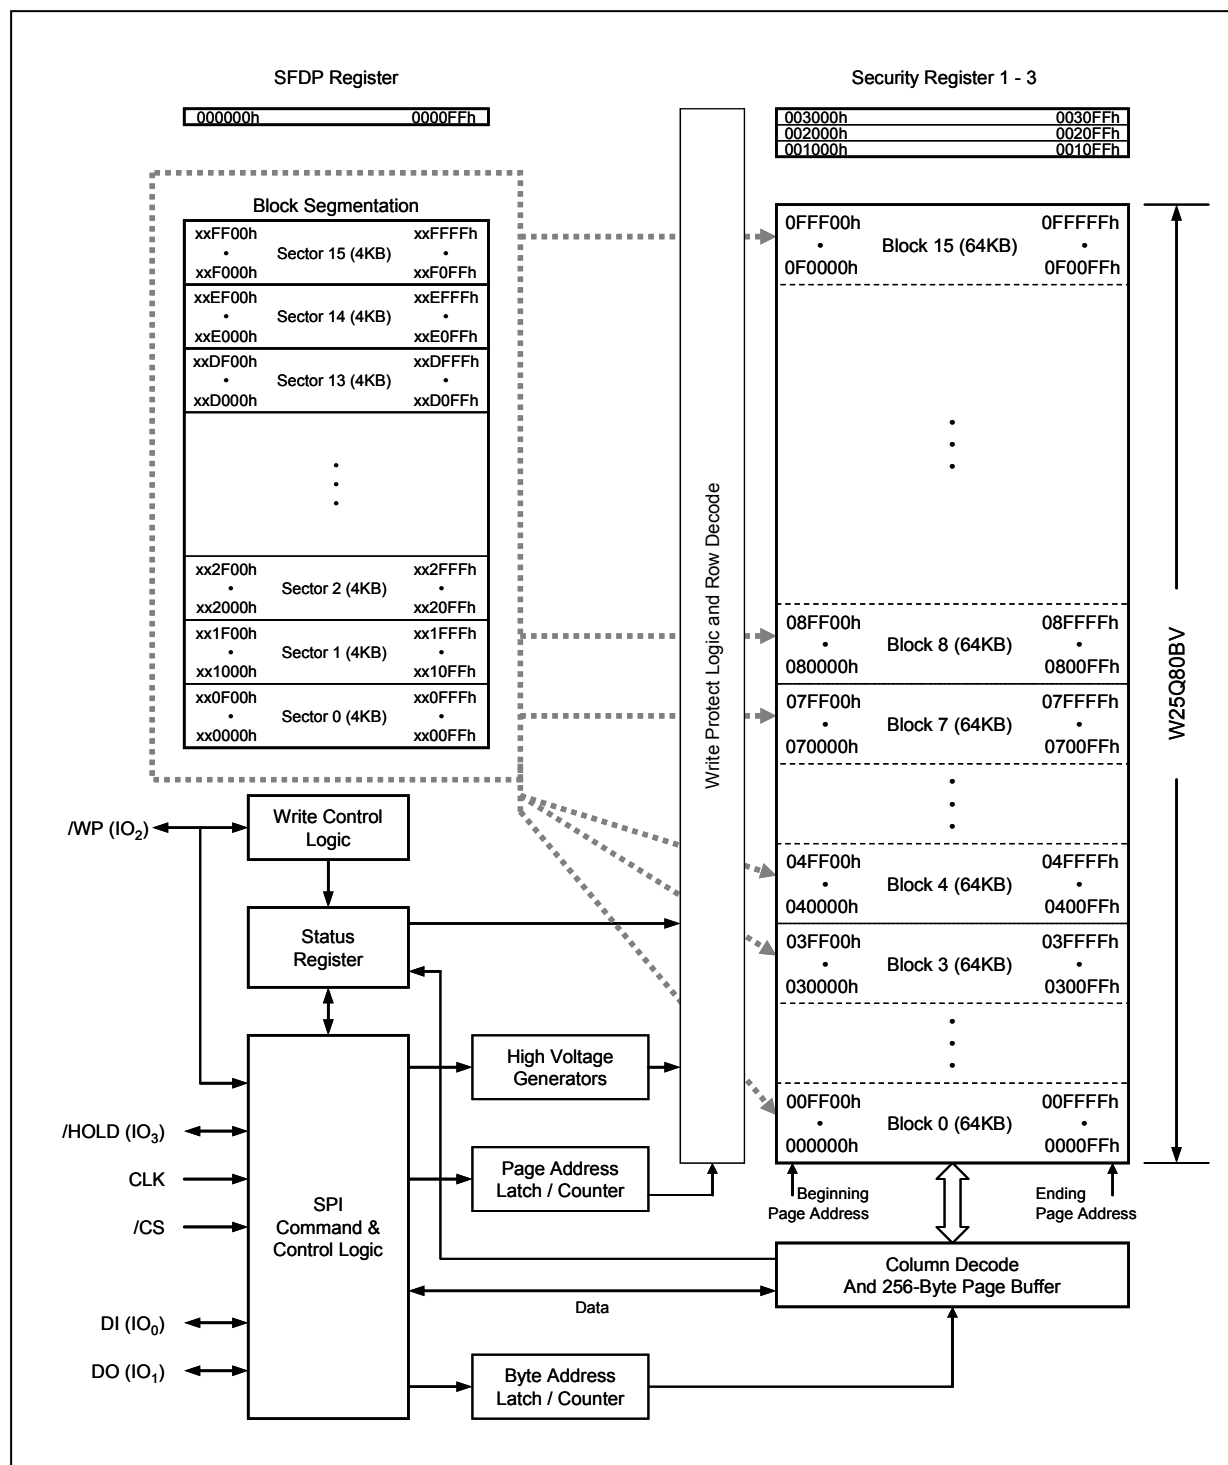 SFDP Register
000000h 0000FFh
Security Register 1 - 3
003000h 0030FFh
002000h 0020FFh
001000h 0010FFh
Block Segmentation
xxFF00h xxFFFFh
• Sector 15 (4KB) •
xxF000h xxF0FFh
xxEF00h xxEFFFh
• Sector 14 (4KB) •
xxE000h xxE0FFh
xxDF00h xxDFFFh
• Sector 13 (4KB) •
xxD000h xxD0FFh
xx2F00h xx2FFFh
• Sector 2 (4KB) •
xx2000h xx20FFh
xx1F00h xx1FFFh
• Sector 1 (4KB) •
xx1000h xx10FFh
xx0F00h xx0FFFh
• Sector 0 (4KB) •
xx0000h xx00FFh
Write Protect Logic and Row Decode
0FFF00h 0FFFFFh
• Block 15 (64KB) •
0F0000h 0F00FFh
08FF00h 08FFFFh
• Block 8 (64KB) •
080000h 0800FFh
07FF00h 07FFFFh
• Block 7 (64KB) •
070000h 0700FFh
04FF00h 04FFFFh
• Block 4 (64KB) •
040000h 0400FFh
03FF00h 03FFFFh
• Block 3 (64KB) •
030000h 0300FFh
00FF00h 00FFFFh
• Block 0 (64KB) •
000000h 0000FFh
W25Q80BV
Beginning
Page Address
Ending
Page Address
/WP (IO2)
Write Control
Logic
Status
Register
/HOLD (IO3)
CLK
/CS
DI (IO0)
DO (IO1)
SPI
Command &
Control Logic
High Voltage
Generators
Page Address
Latch / Counter
Column Decode
And 256-Byte Page Buffer
Data
Byte Address
Latch / Counter